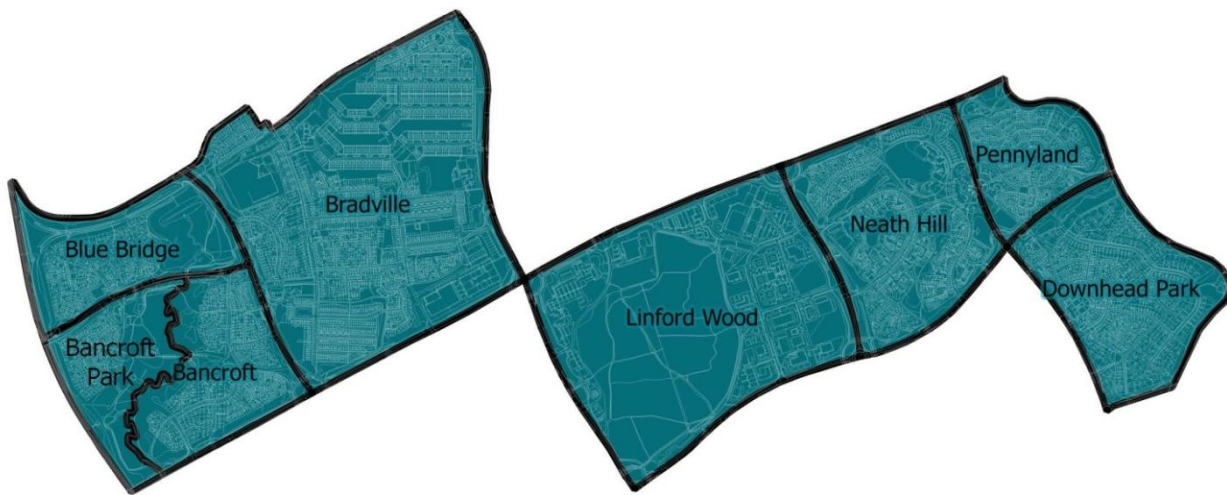 Bradville
Blue Bridge
Bancroft
Park
Bancroft
Linford Wood
Neath Hill
Pennyland
Downhead Park